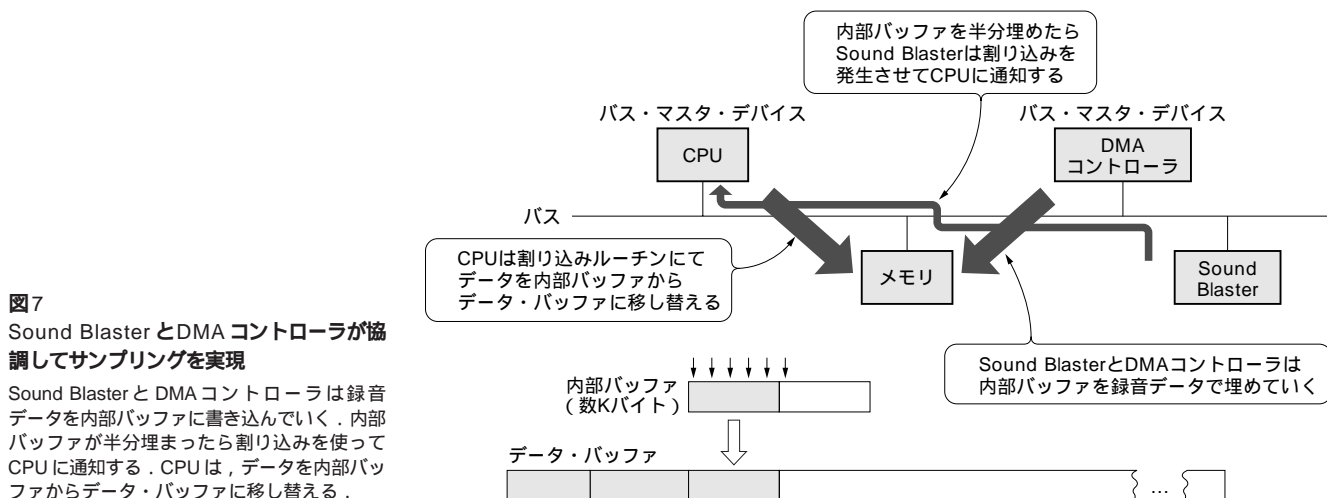 内部バッファを半分埋めたら
Sound Blasterは割り込みを
発生させてCPUに通知する
バス・マスタ・デバイス
バス・マスタ・デバイス
CPU
DMA
コントローラ
バス
CPUは割り込みルーチンにて
データを内部バッファから
データ・バッファに移し替える
メモリ
Sound
Blaster
Sound BlasterとDMAコントローラは
内部バッファを録音データで埋めていく
内部バッファ
（数Kバイト）
データ・バッファ
…
図7
Sound Blaster とDMA コントローラが協
調してサンプリングを実現
Sound Blaster と DMA コントローラは録音
データを内部バッファに書き込んでいく．内部
バッファが半分埋まったら割り込みを使って
CPU に通知する．CPU は，データを内部バッ
ファからデータ・バッファに移し替える．